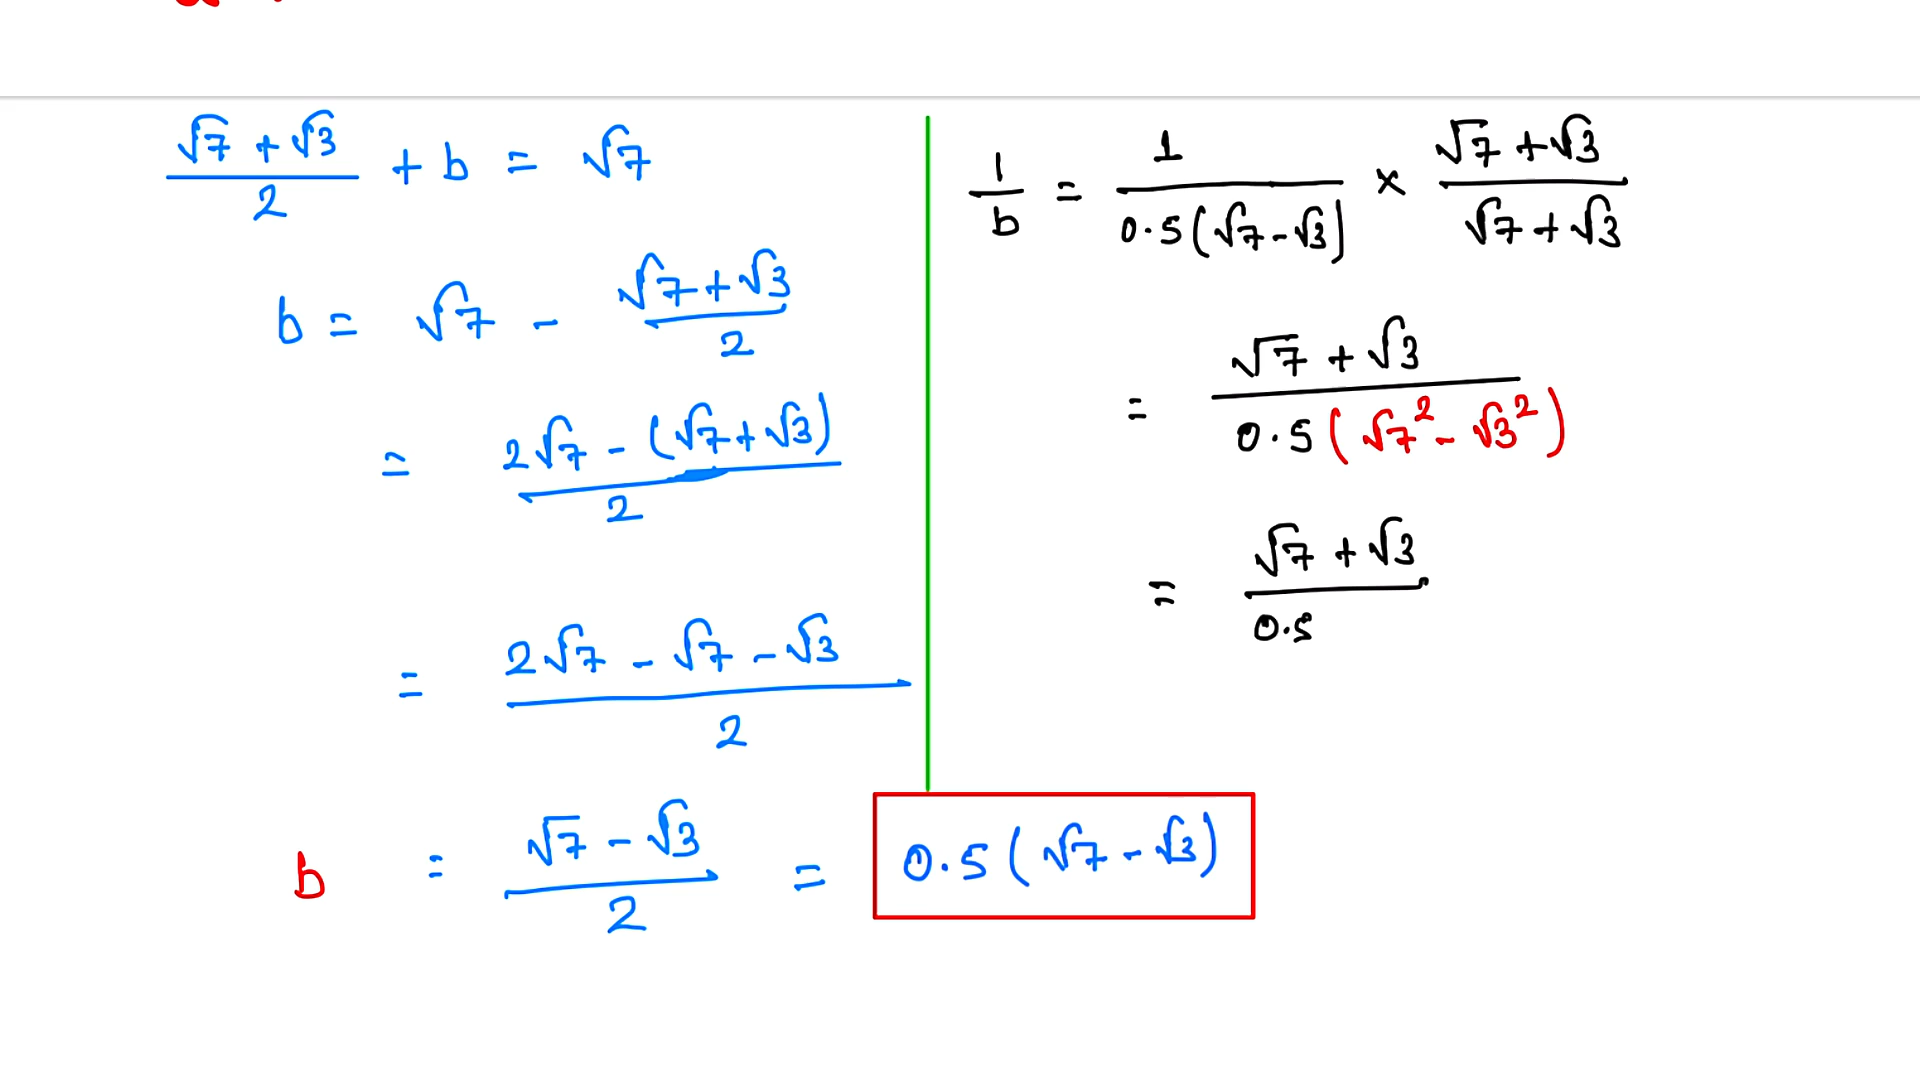 (√7 + √3)/2 + b = √7
b = √7 - (√7 + √3)/2
= (2√7 - (√7 + √3))/2
= (2√7 - √7 - √3)/2
b = (√7 - √3)/2 = 0.5(√7 - √3)
1/b = 1/(0.5(√7 - √3)) × (√7 + √3)/(√7 + √3)
= (√7 + √3)/(0.5(√7² - √3²))
= (√7 + √3)/0.5